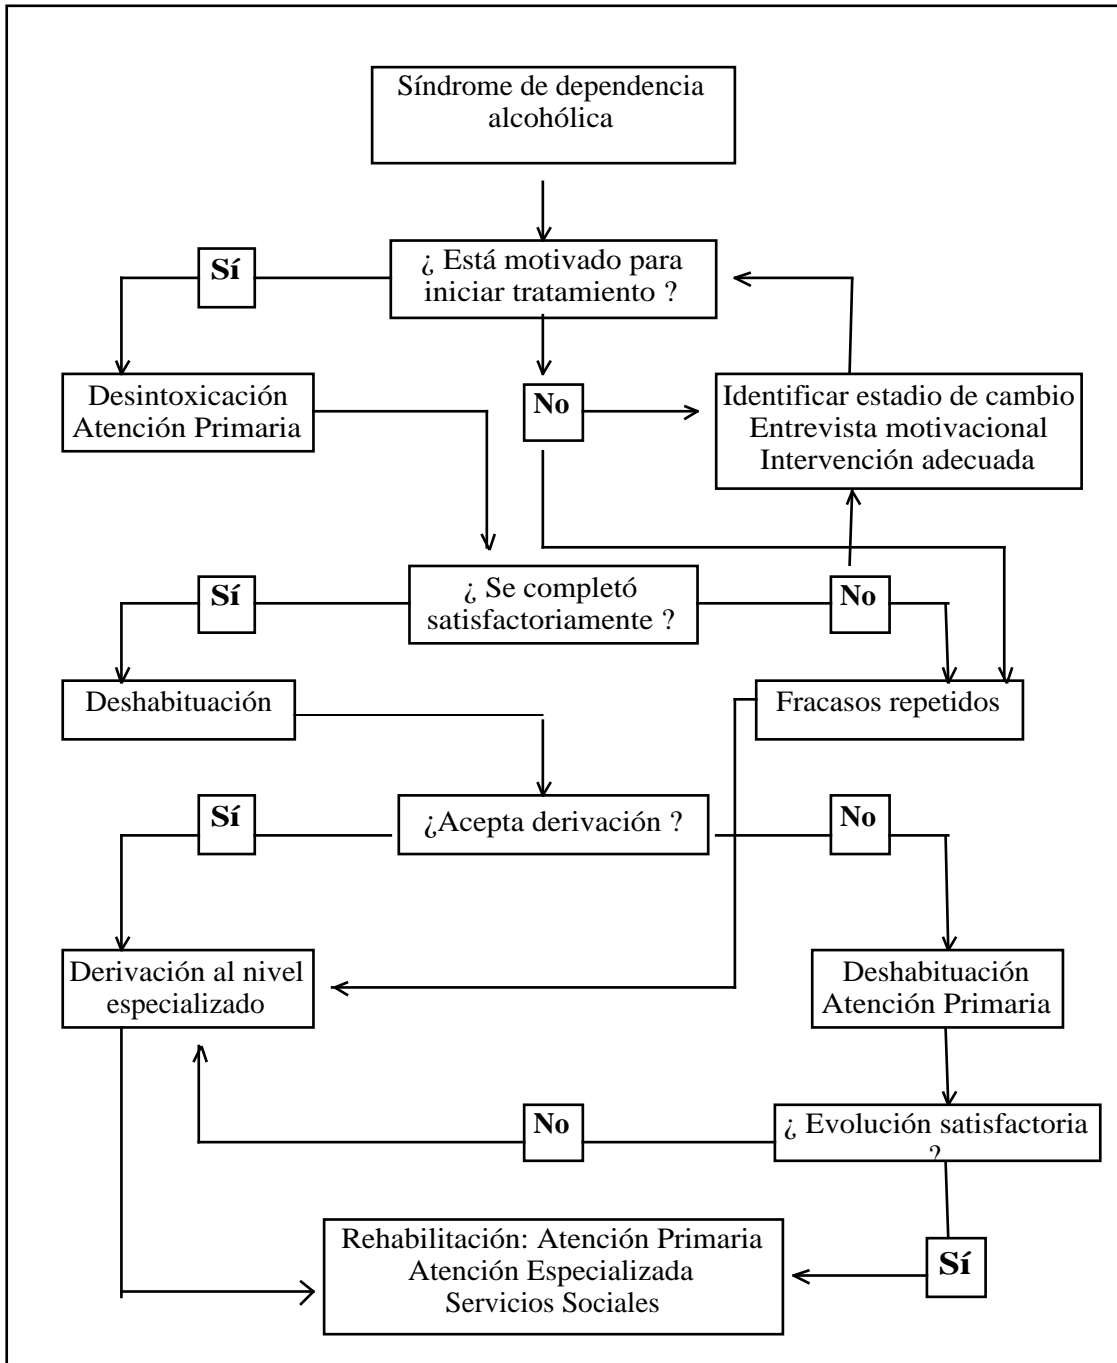 Síndrome de dependencia
alcohólica
Sí
¿ Está motivado para
iniciar tratamiento ?
Desintoxicación
Atención Primaria
No
Identificar estadio de cambio
Entrevista motivacional
Intervención adecuada
Sí
¿ Se completó
satisfactoriamente ?
No
Deshabituación
Fracasos repetidos
Sí
¿Acepta derivación ?
No
Derivación al nivel
especializado
Deshabituación
Atención Primaria
No
¿ Evolución satisfactoria
?
Rehabilitación: Atención Primaria
Atención Especializada
Servicios Sociales
Sí